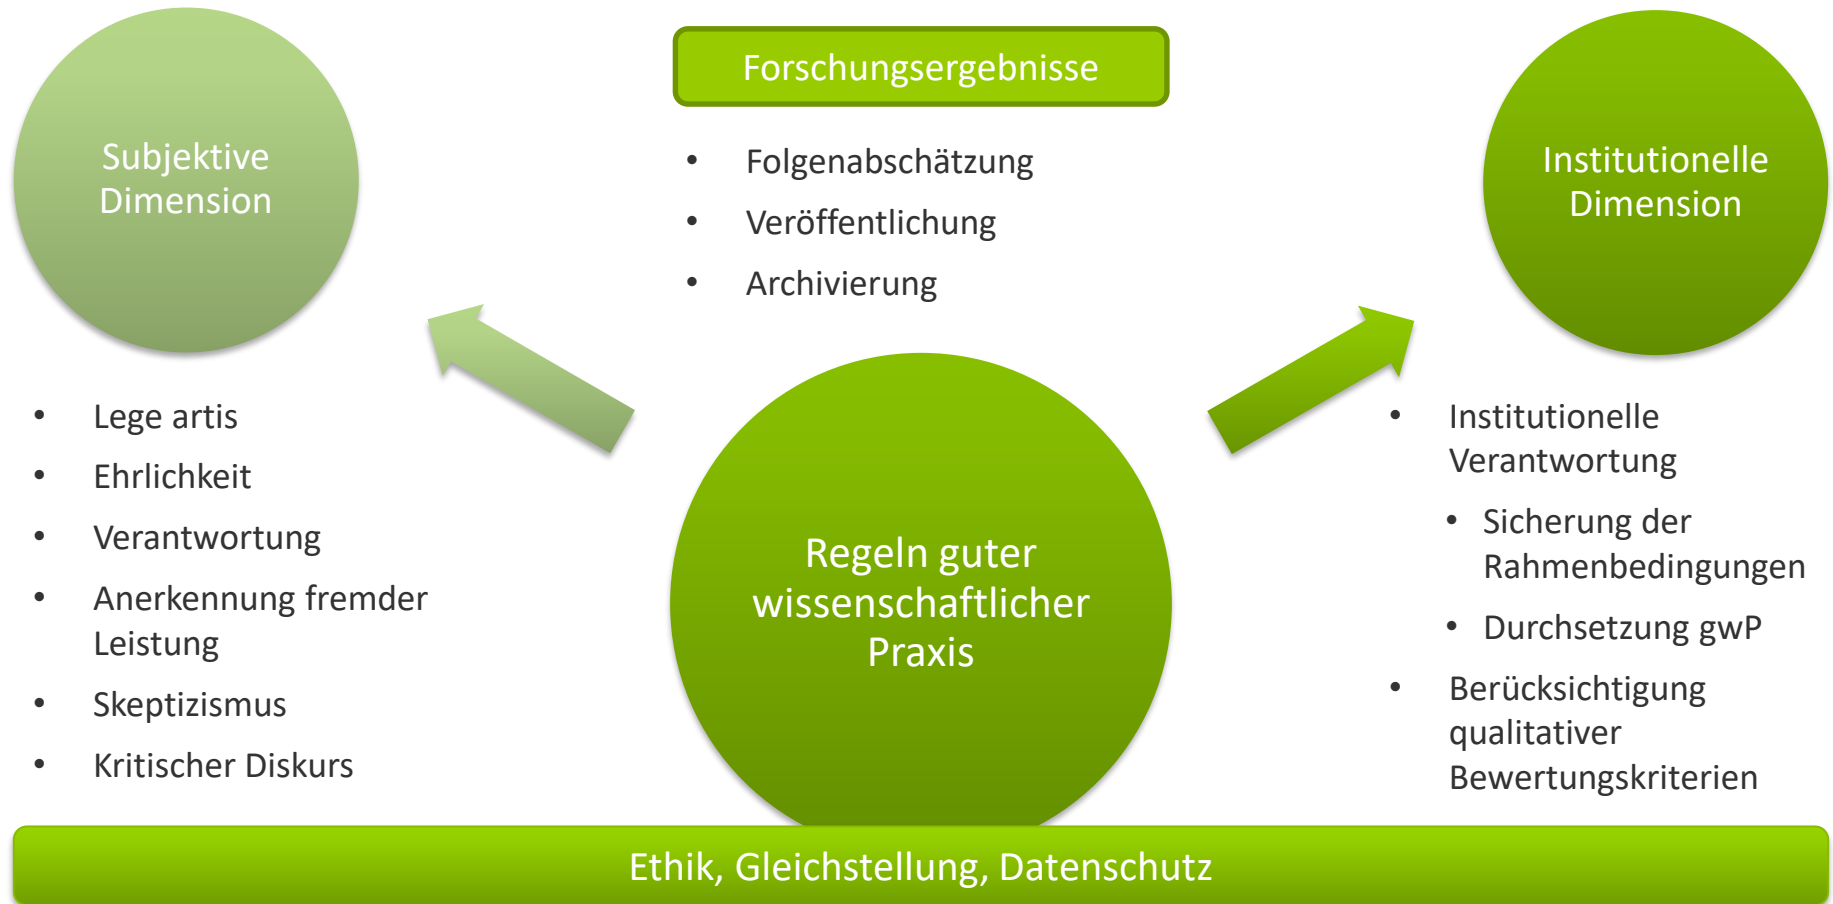 Subjektive
Dimension
• Lege artis
• Ehrlichkeit
• Verantwortung
• Anerkennung fremder
Leistung
• Skeptizismus
• Kritischer Diskurs
Forschungsergebnisse
• Folgenabschätzung
• Veröffentlichung
• Archivierung
Regeln guter
wissenschaftlicher
Praxis
Institutionelle
Dimension
• Institutionelle
Verantwortung
• Sicherung der
Rahmenbedingungen
• Durchsetzung gwP
• Berücksichtigung
qualitativer
Bewertungskriterien
Ethik, Gleichstellung, Datenschutz